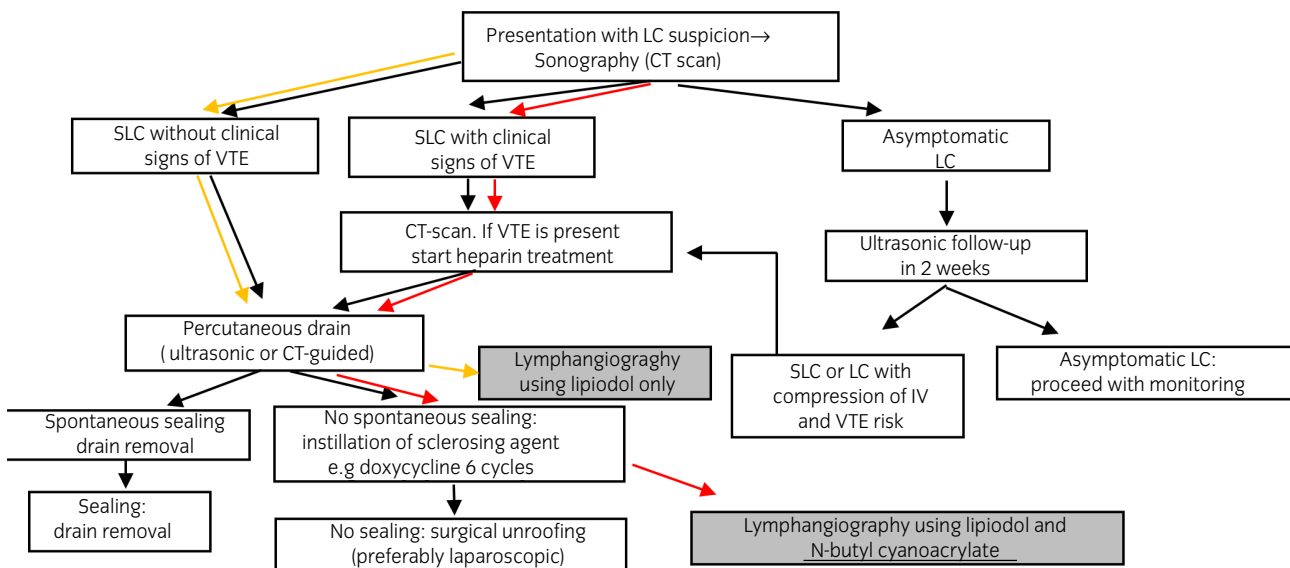 Presentation with LC suspicion→
Sonography (CT scan)
SLC without clinical
signs of VTE
SLC with clinical
signs of VTE
Asymptomatic
LC
CT-scan. If VTE is present
start heparin treatment
Ultrasonic follow-up
in 2 weeks
Percutaneous drain
( ultrasonic or CT-guided)
Lymphangiograghy
using lipiodol only
SLC or LC with
compression of IV
and VTE risk
Asymptomatic LC:
proceed with monitoring
Spontaneous sealing
drain removal
No spontaneous sealing:
instillation of sclerosing agent
e.g doxycycline 6 cycles
Sealing:
drain removal
No sealing: surgical unroofing
(preferably laparoscopic)
Lymphangiography using lipiodol and
N-butyl cyanoacrylate